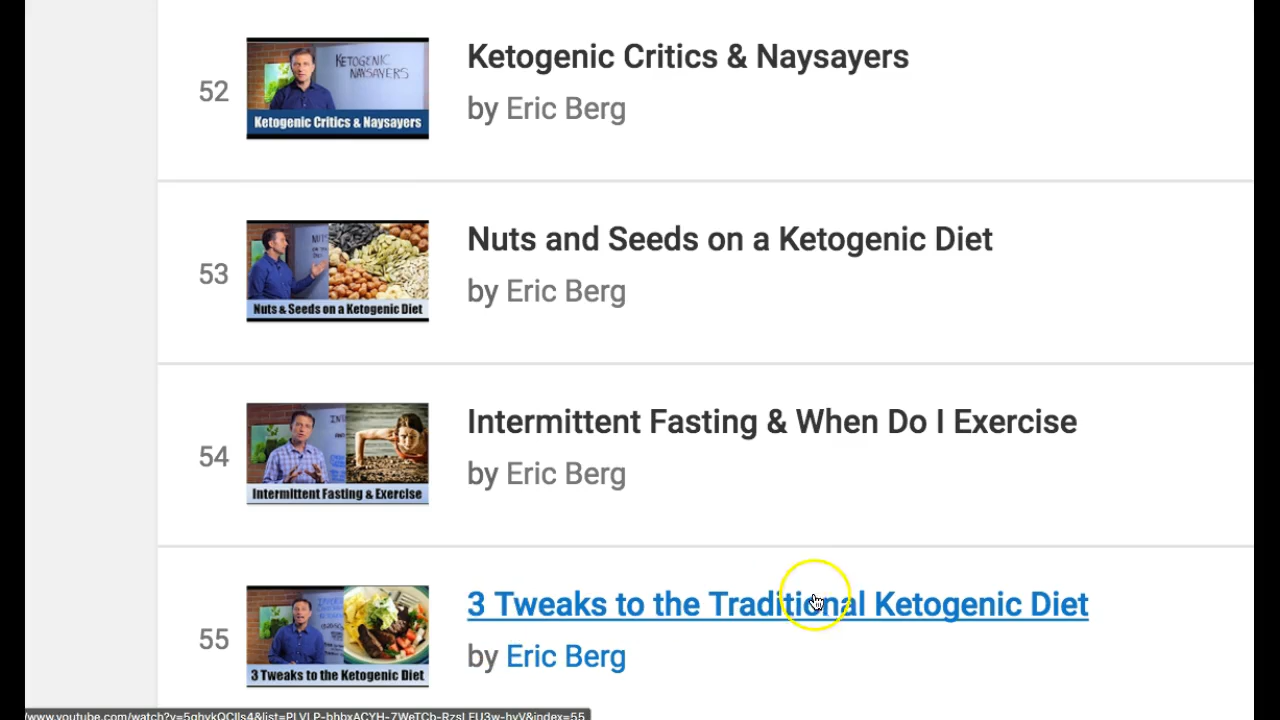 52
KETOGENIC
NAYSAYERS
Ketogenic Critics & Naysayers
Ketogenic Critics & Naysayers
by Eric Berg
53
Nuts & Seeds on a Ketogenic Diet
Nuts and Seeds on a Ketogenic Diet
by Eric Berg
54
Intermittent Fasting & Exercise
Intermittent Fasting & When Do I Exercise
by Eric Berg
55
3 Tweaks to the Ketogenic Diet
3 Tweaks to the Traditional Ketogenic Diet
by Eric Berg